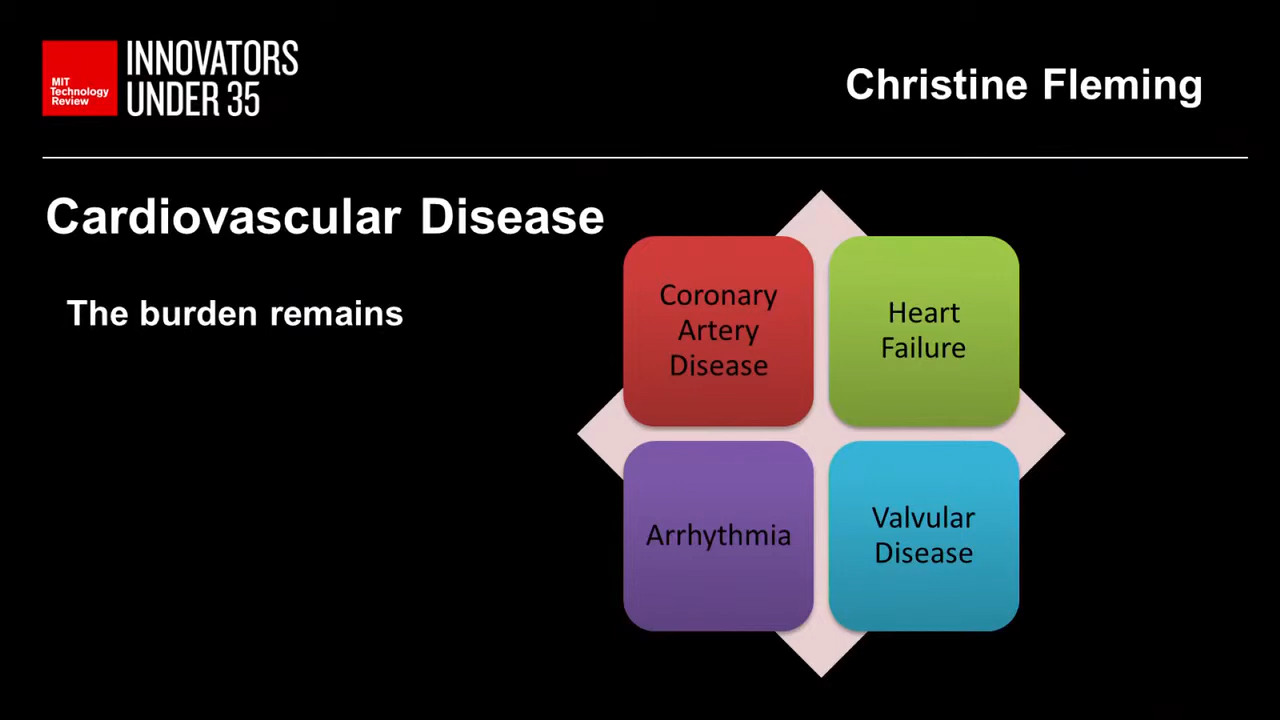 MIT
Technology
Review
INNOVATORS
UNDER 35
Christine Fleming
Cardiovascular Disease
The burden remains
Coronary
Artery
Disease
Heart
Failure
Arrhythmia
Valvular
Disease